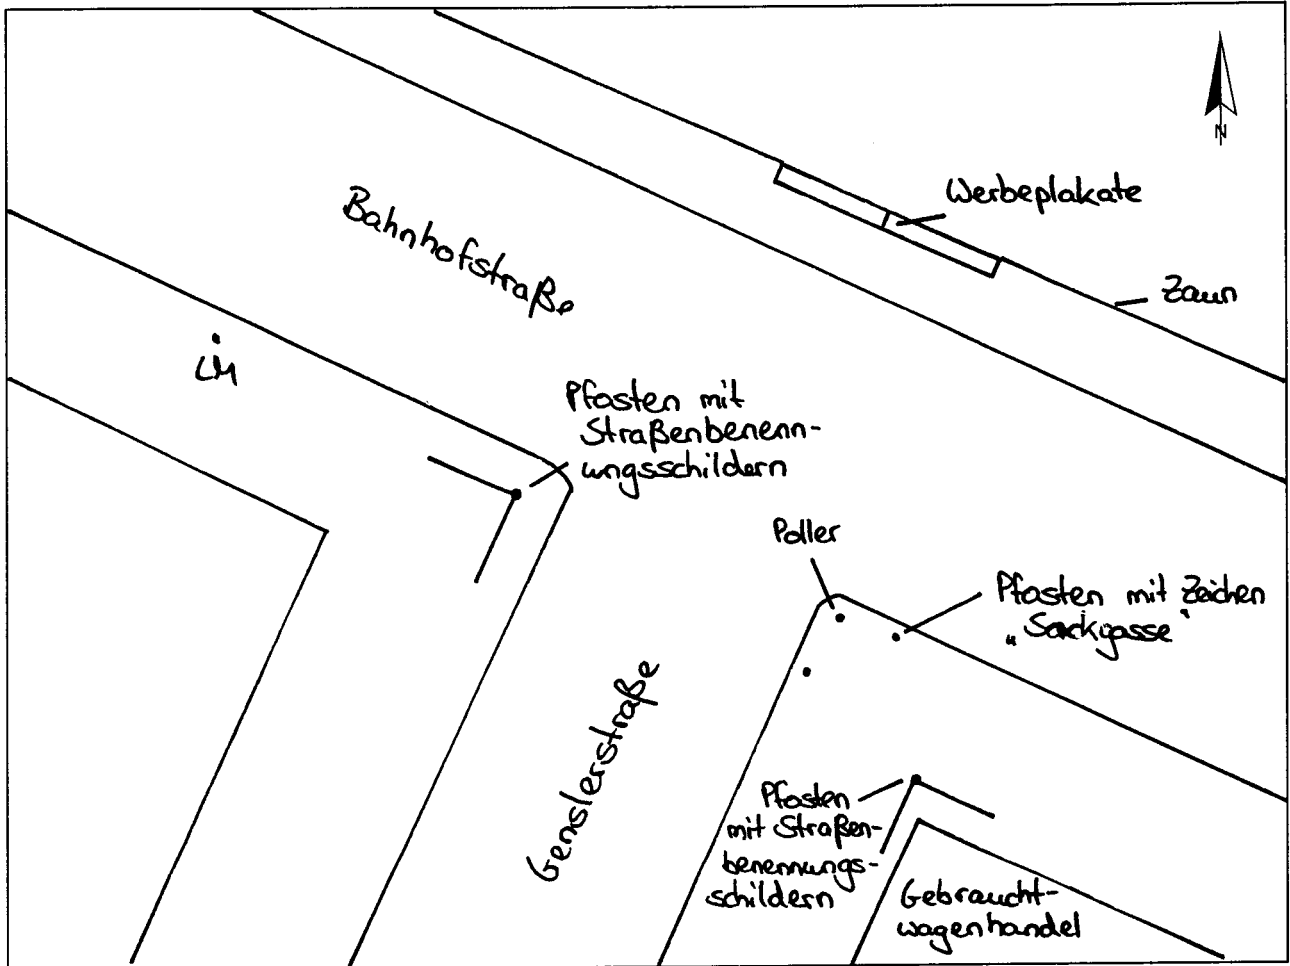 N
Werbeplakate
Bahnhofstraße
Zaun
LM
Pfosten mit
Straßenbenenn-
ungsschildern
Poller
Pfosten mit Zeichen
„Sackgasse"
Genslerstraße
Pfosten
mit Straßen-
benennungs-
schildern
Gebraucht-
wagenhandel